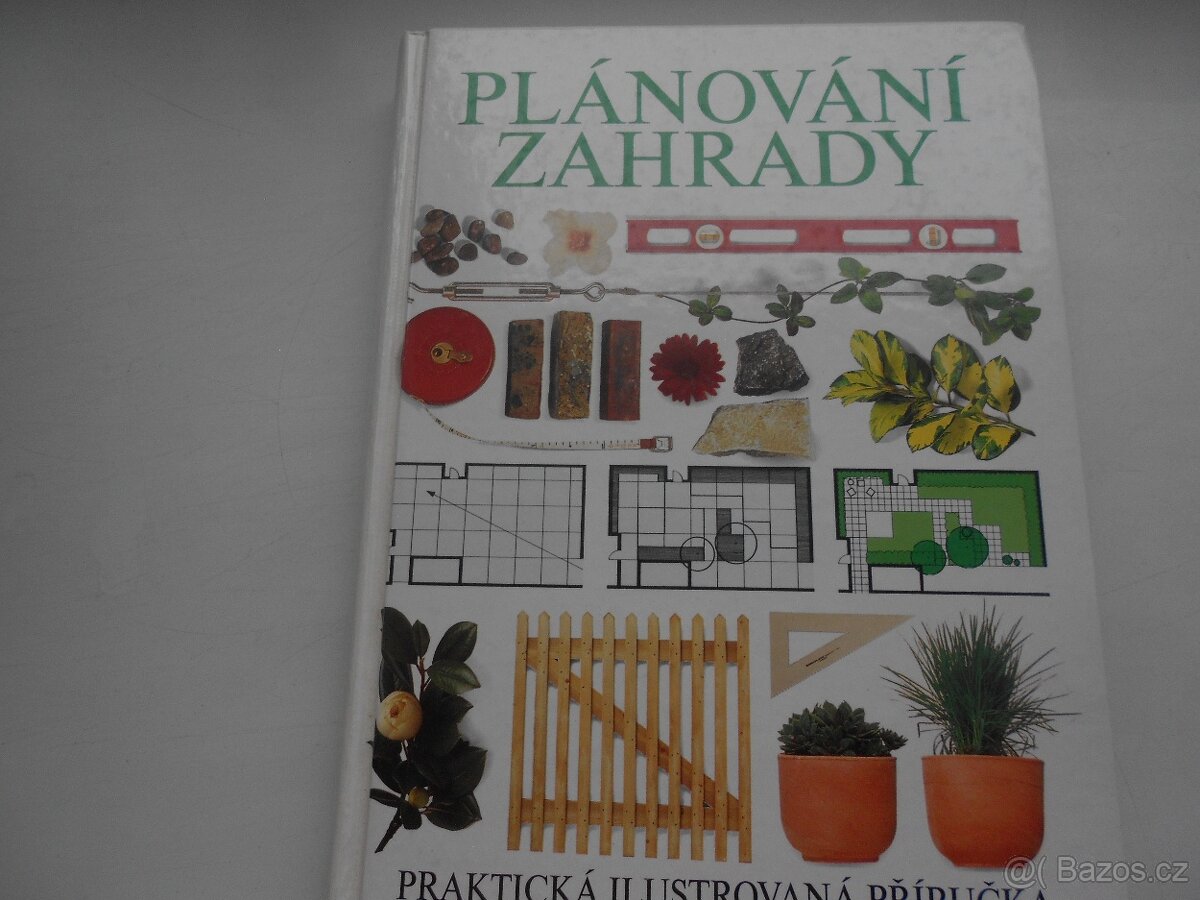 PLÁNOVÁNÍ
ZAHRADY
PRAKTICKÁ ILUSTROVANÁ PŘÍRUČKA
@( Bazos.cz